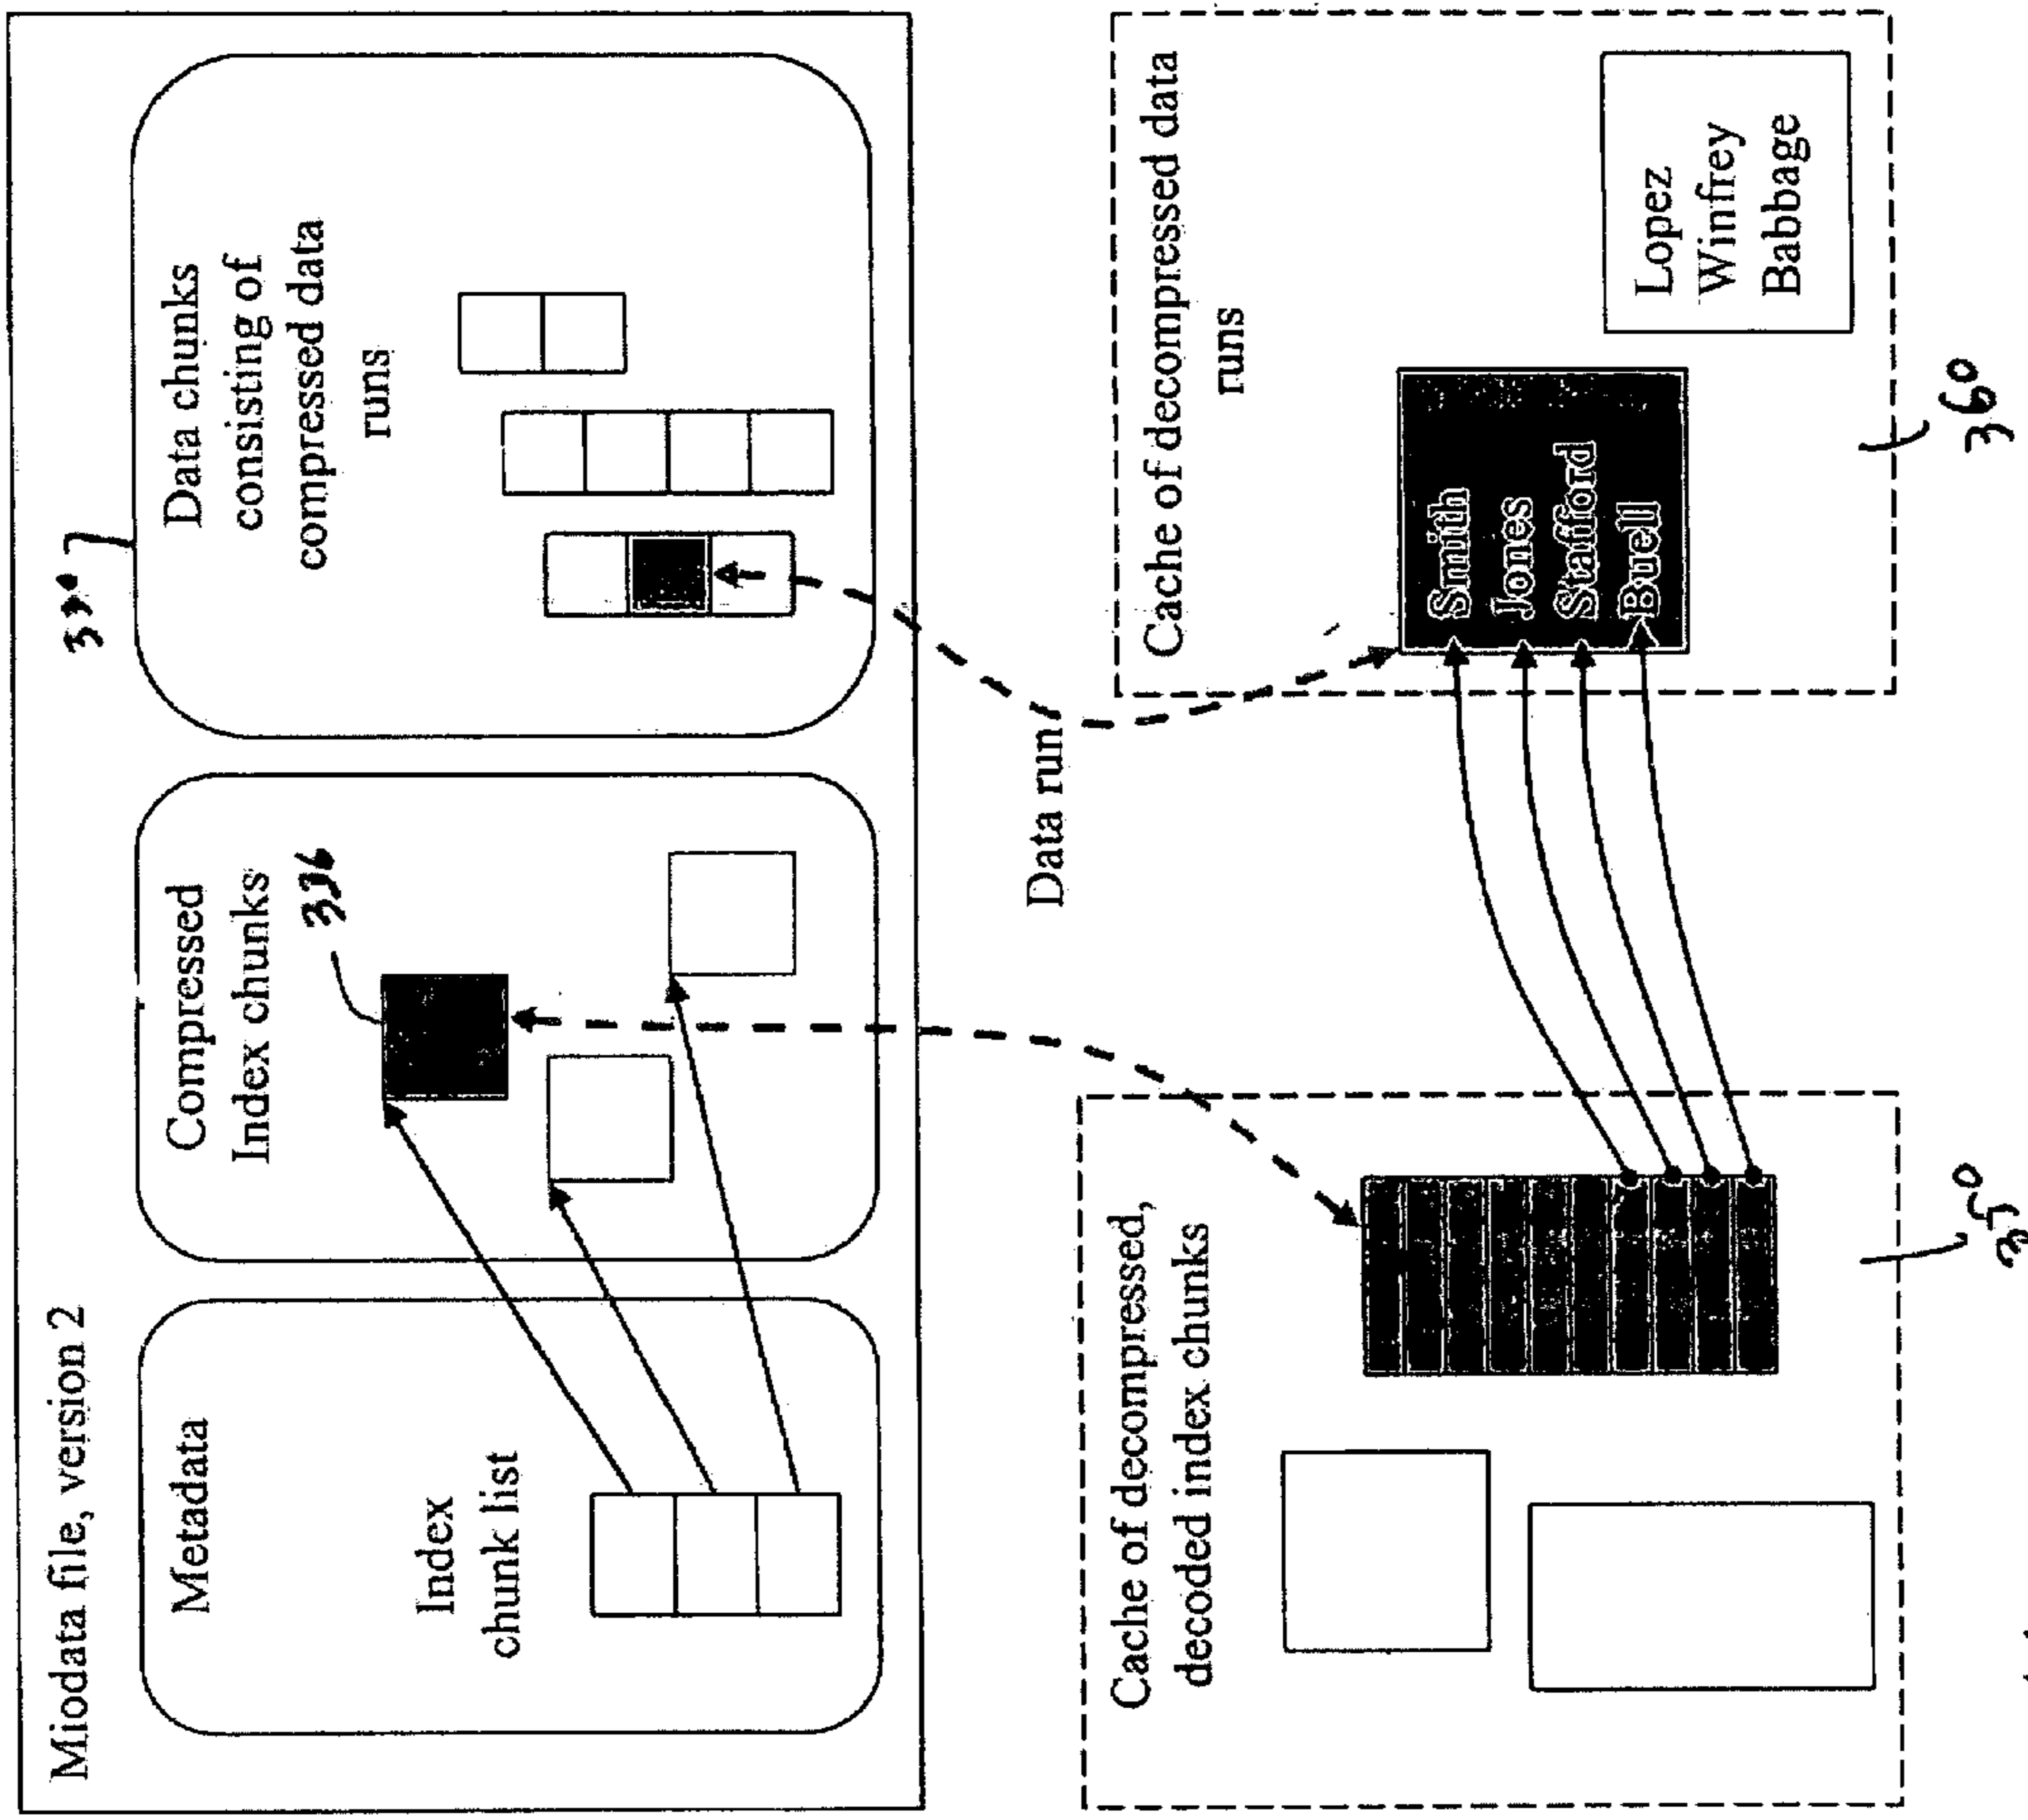 Miodata file, version 2
Metadata
Index
chunk list
Compressed
Index chunks
336
Data chunks
consisting of
compressed data
runs
Data run
Cache of decompressed,
decoded index chunks
350
Cache of decompressed data
runs
Smith
Jones
Stafford
Buell
Lopez
Winfrey
Babbage
360